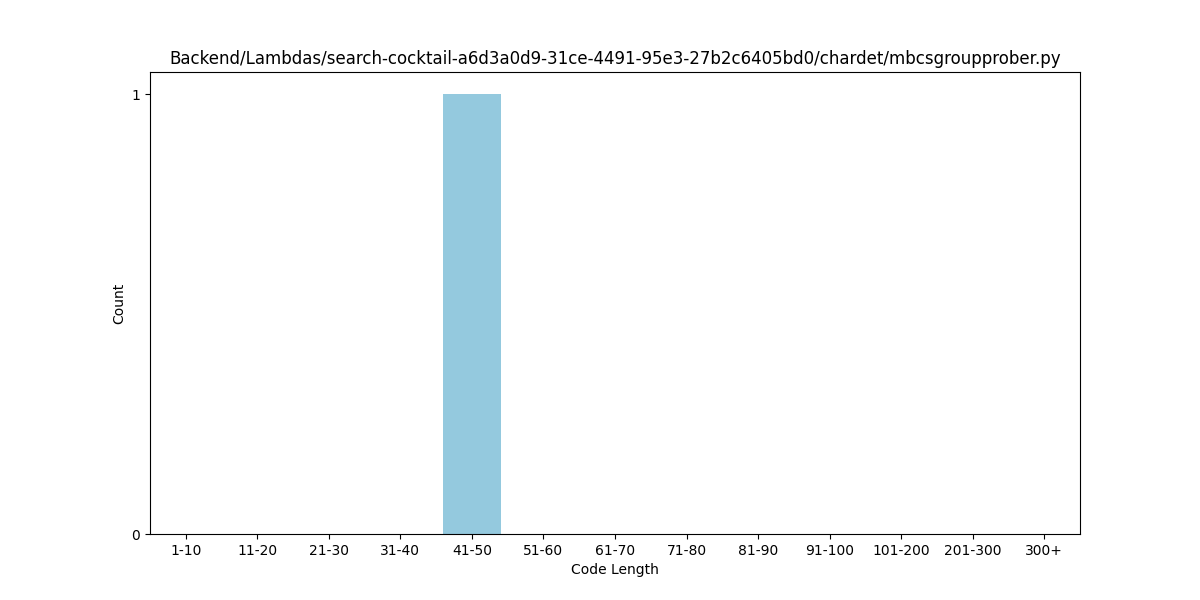 Backend/Lambdas/search-cocktail-a6d3a0d9-31ce-4491-95e3-27b2c6405bd0/chardet/mbcsgroupprober.py
1
Count
0
1-10 11-20 21-30 31-40 41-50 51-60 61-70 71-80 81-90 91-100 101-200 201-300 300+
Code Length